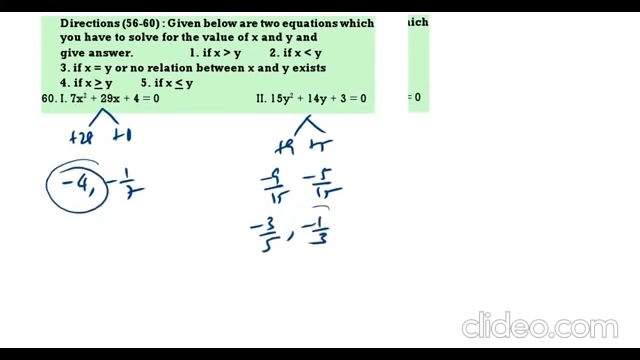 Directions (56-60) : Given below are two equations which
you have to solve for the value of x and y and
give answer. 1. if x > y 2. if x < y
3. if x = y or no relation between x and y exists
4. if x ≥ y 5. if x ≤ y
60. I. 7x² + 29x + 4 = 0 II. 15y² + 14y + 3 = 0
hich
= 0
+28 +1 +9 +5
-4, -1/7 -9/15 -5/15
-3/5, -1/3
clideo.com